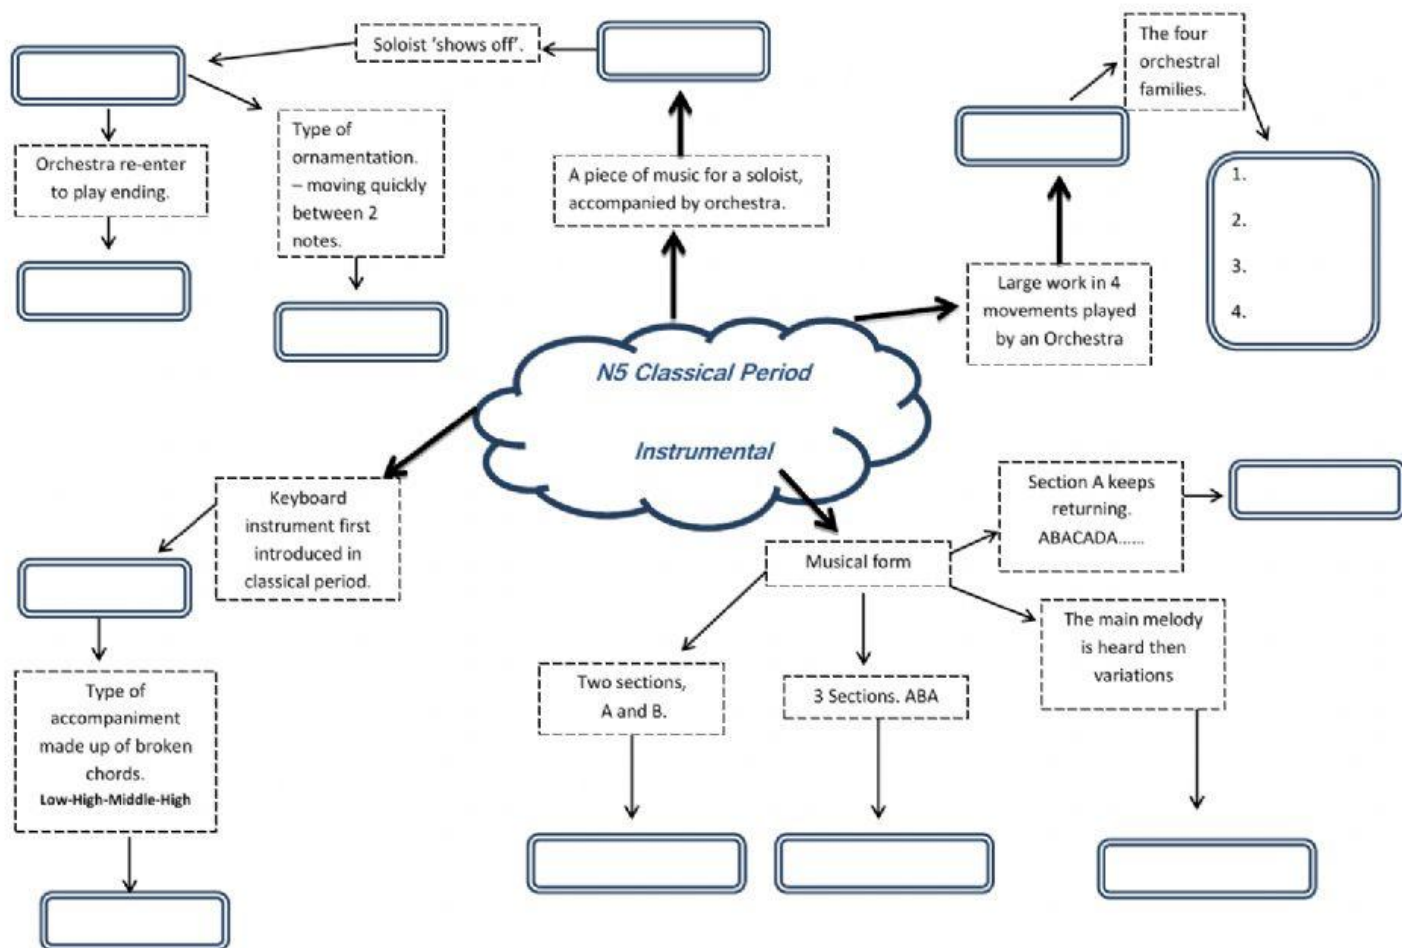 Soloist ‘shows off’.
The four
orchestral
families.
Type of
ornamentation.
– moving quickly
between 2
notes.
Orchestra re-enter
to play ending.
A piece of music for a soloist,
accompanied by orchestra.
1.
2.
3.
4.
Large work in 4
movements played
by an Orchestra
N5 Classical Period
Instrumental
Keyboard
instrument first
introduced in
classical period.
Section A keeps
returning.
ABACADA......
Musical form
The main melody
is heard then
variations
Two sections,
A and B.
3 Sections. ABA
Type of
accompaniment
made up of broken
chords.
Low-High-Middle-High